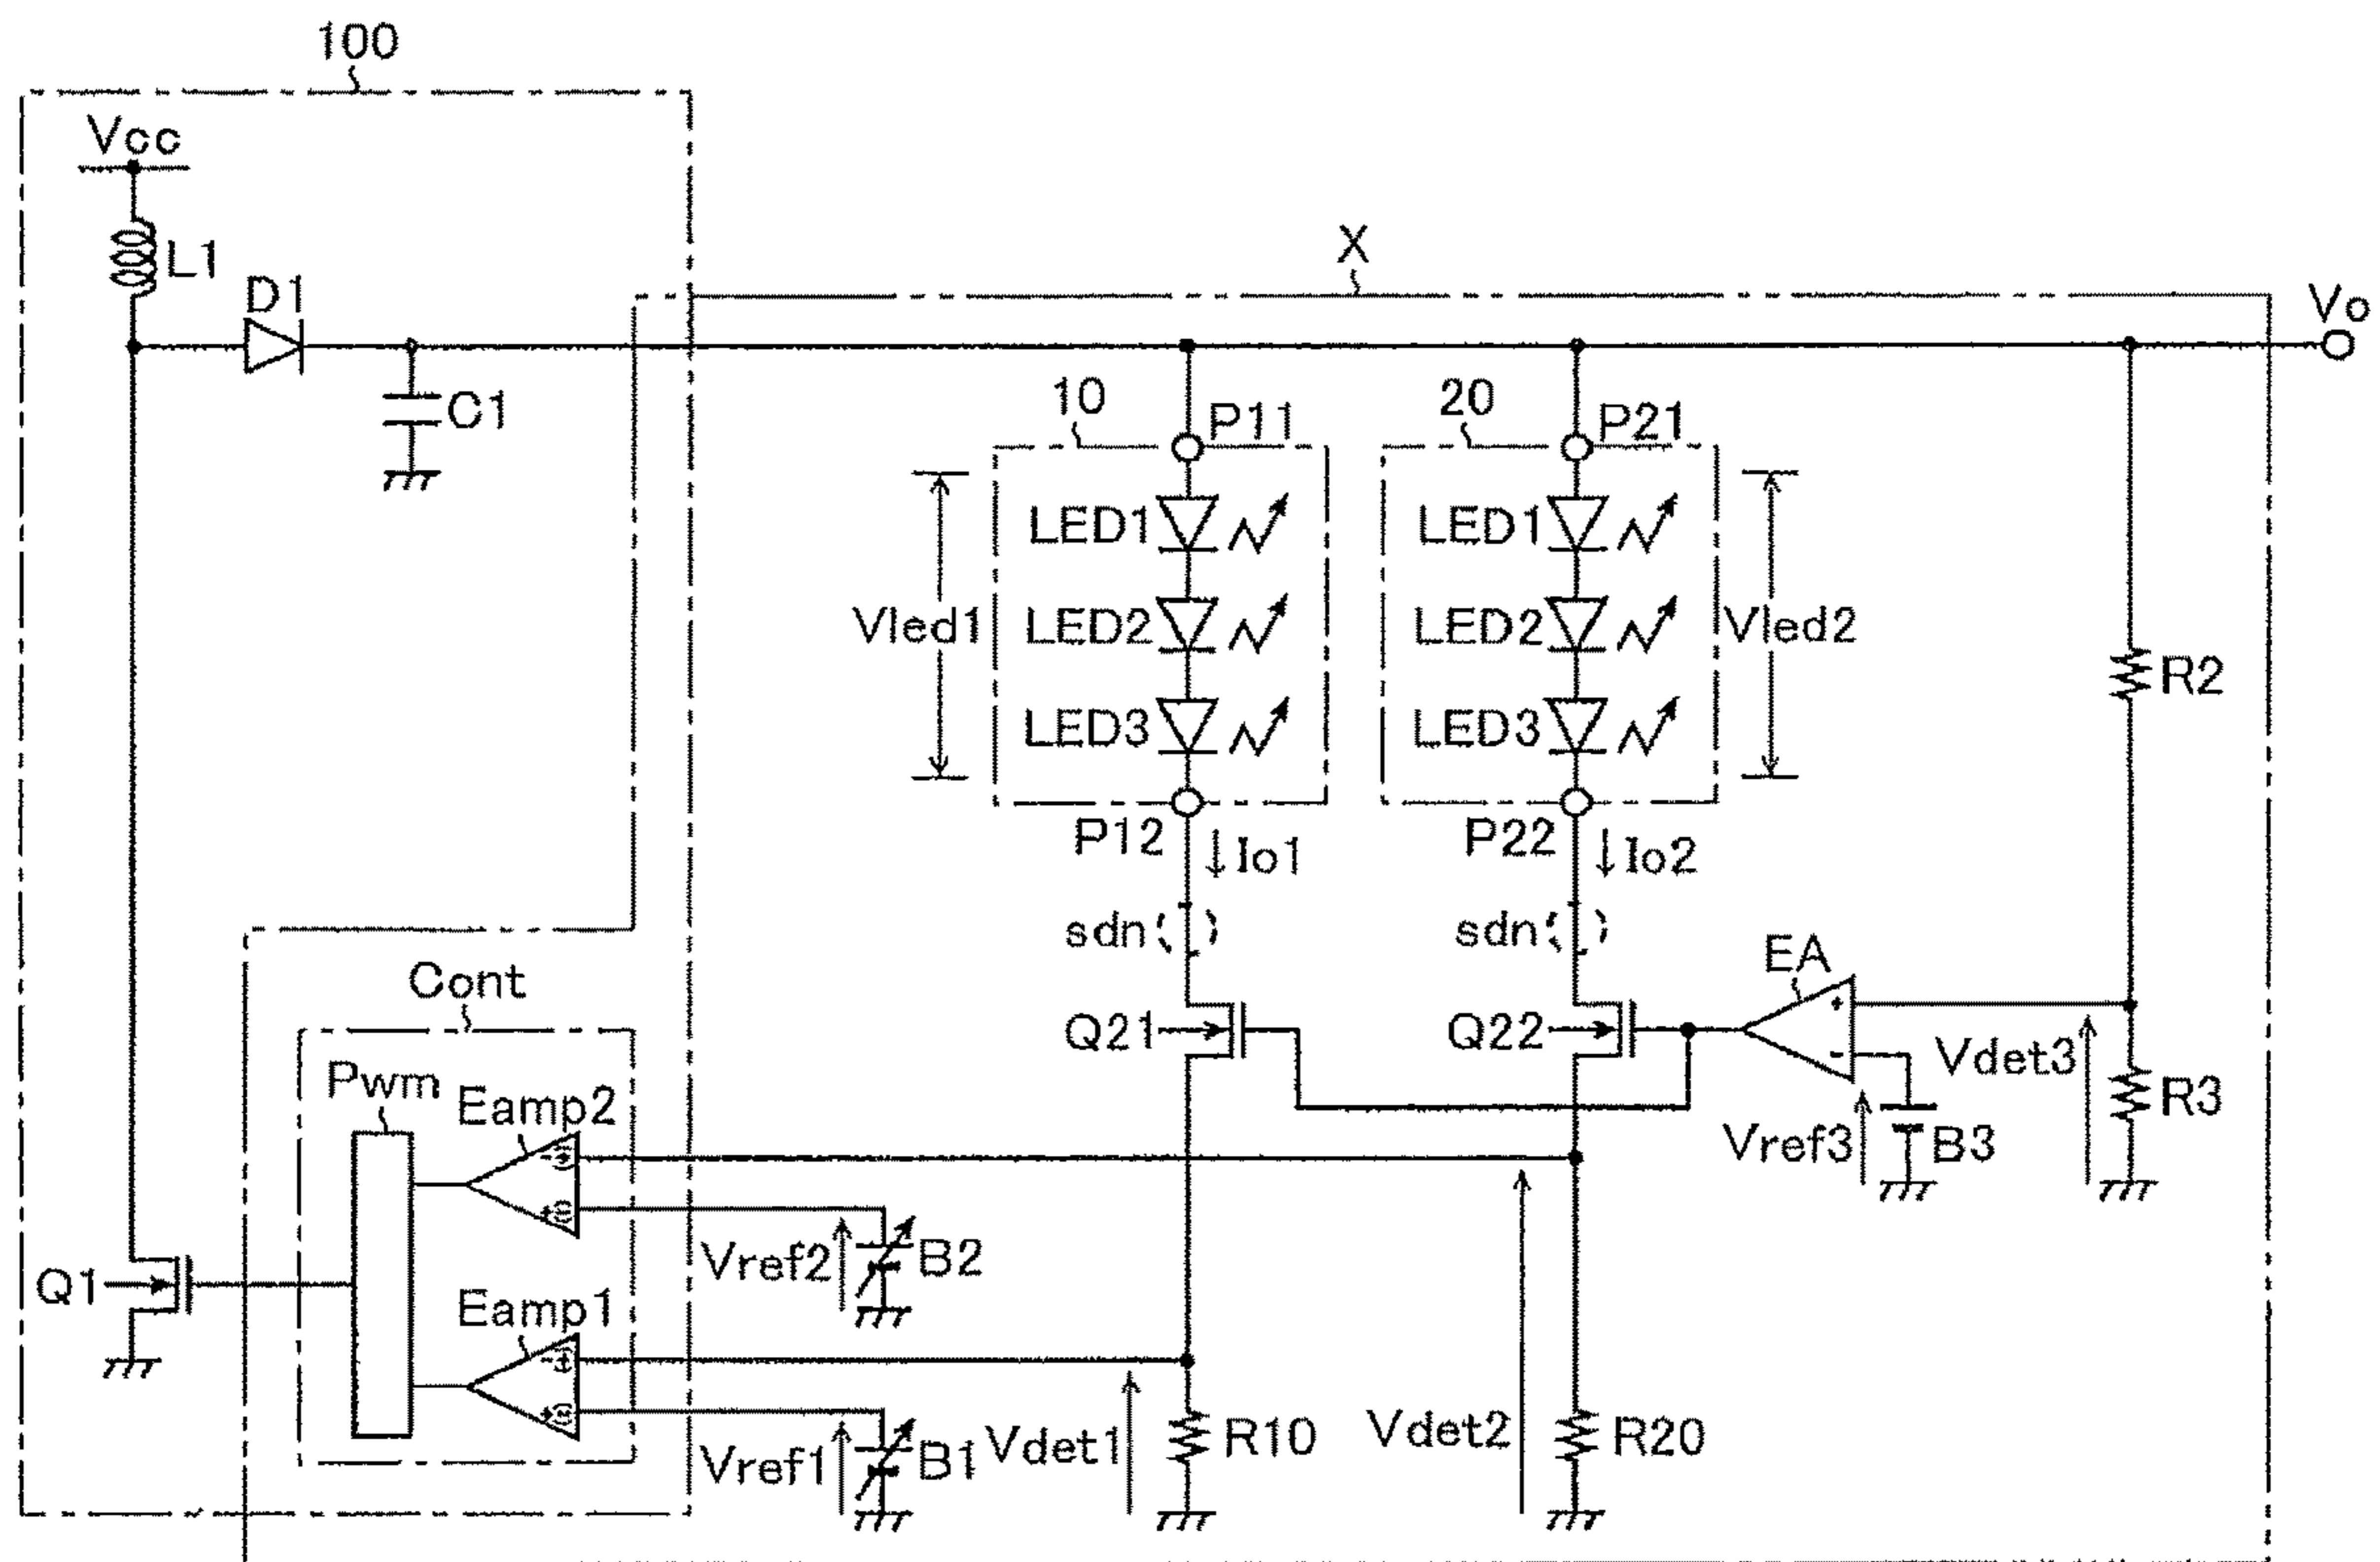 100
Vcc
L1
D1
C1
X
Vo
10
P11
20
P21
LED1
LED1
Vled1
LED2
LED2
Vled2
LED3
LED3
R2
P12
Io1
P22
Io2
sdn
sdn
EA
+
-
Cont
Q21
Q22
Vdet3
R3
Pwm
Eamp2
Vref3
B3
Vref2
B2
Q1
Eamp1
Vref1
B1
Vdet1
R10
Vdet2
R20